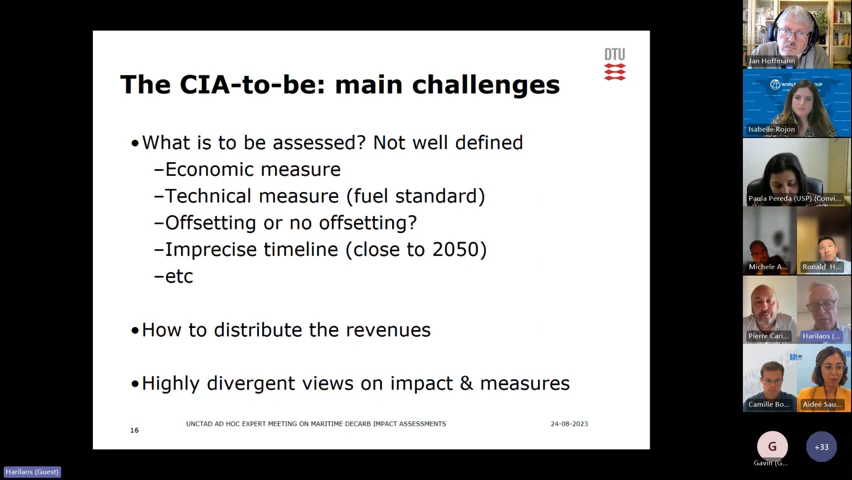 DTU
The CIA-to-be: main challenges
•What is to be assessed? Not well defined
–Economic measure
–Technical measure (fuel standard)
–Offsetting or no offsetting?
–Imprecise timeline (close to 2050)
–etc
•How to distribute the revenues
•Highly divergent views on impact & measures
16
UNCTAD AD HOC EXPERT MEETING ON MARITIME DECARB IMPACT ASSESSMENTS
24-08-2023
Jan Hoffmann
Isabelle Rojon
Paula Pereda (USP) (Convi...
Michele A...
Ronald_H...
Pierre Cari...
Harilaos (...
Camille Bo...
Aideé Sau...
G
+33
Gavin (G...
Harilaos (Guest)